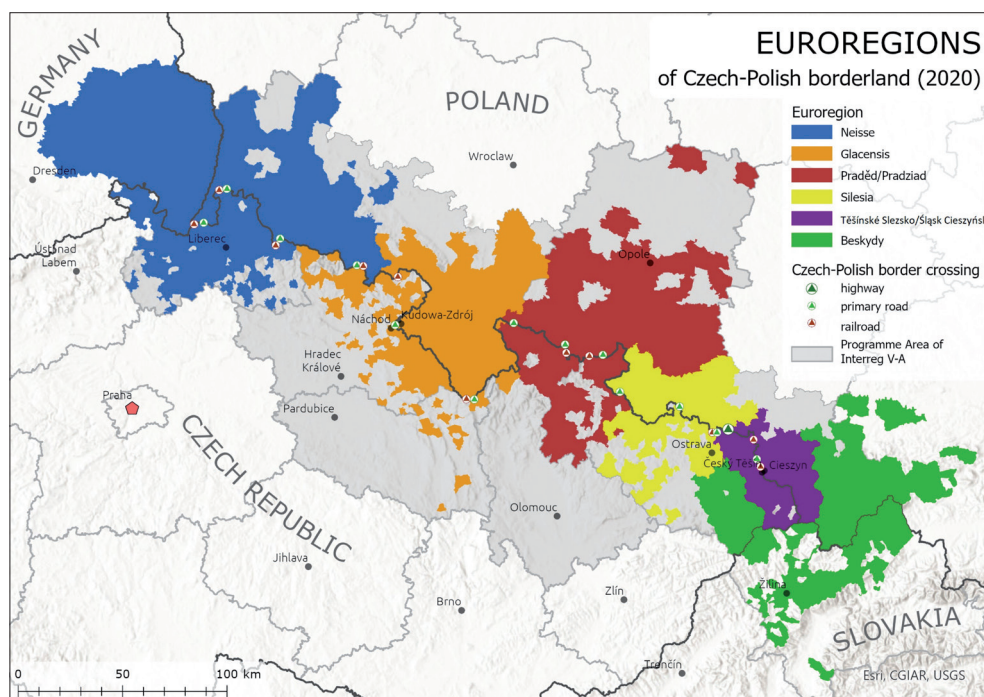 EUROREGIONS
of Czech-Polish borderland (2020)
Euroregion
Neisse
Glacensis
Praděd/Pradziad
Silesia
Těšínské Slezsko/Śląsk Cieszyński
Beskydy
Czech-Polish border crossing
highway
primary road
railroad
Programme Area of
Interreg V-A
GERMANY
POLAND
Wroclaw
Dresden
Liberec
Ústí nad
Labem
Opole
Kudowa-Zdrój
Náchod
Hradec
Králové
Praha
Pardubice
CZECH REPUBLIC
Ostrava
Český Těš
Cieszyn
Olomouc
Jihlava
Brno
Zlín
Žilina
SLOVAKIA
Trenčín
Esri, CGIAR, USGS
0 50 100 km